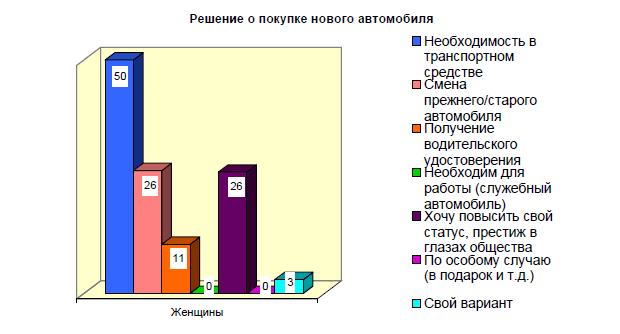 Решение о покупке нового автомобиля
50
26
11
0
26
0
3
Женщины
Необходимость в
транспортном
средстве
Смена
прежнего/старого
автомобиля
Получение
водительского
удостоверения
Необходим для
работы (служебный
автомобиль)
Хочу повысить свой
статус, престиж в
глазах общества
По особому случаю
(в подарок и т.д.)
Свой вариант